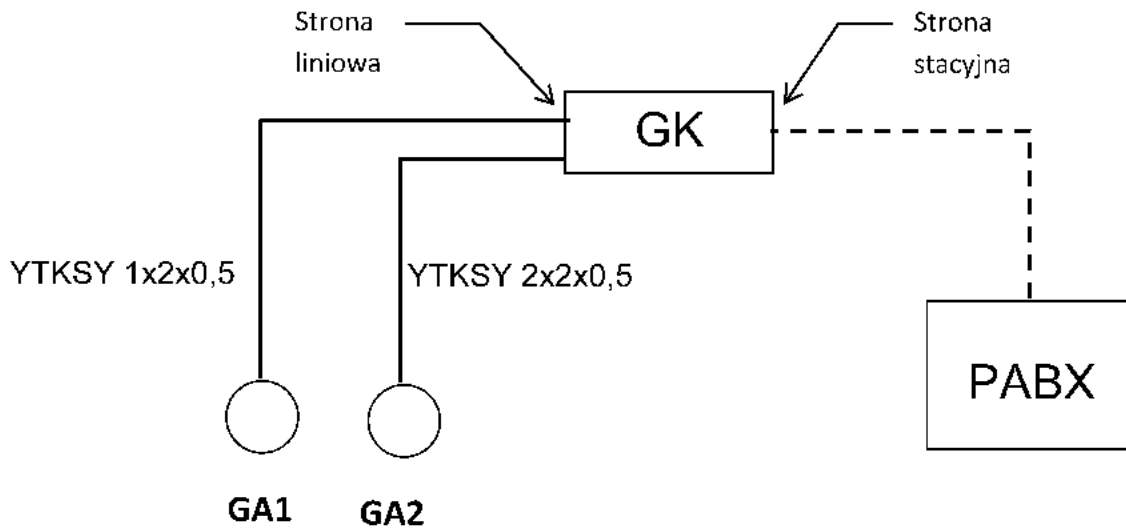 Strona
liniowa
Strona
stacyjna
GK
YTKSY 1x2x0,5
YTKSY 2x2x0,5
PABX
GA1
GA2